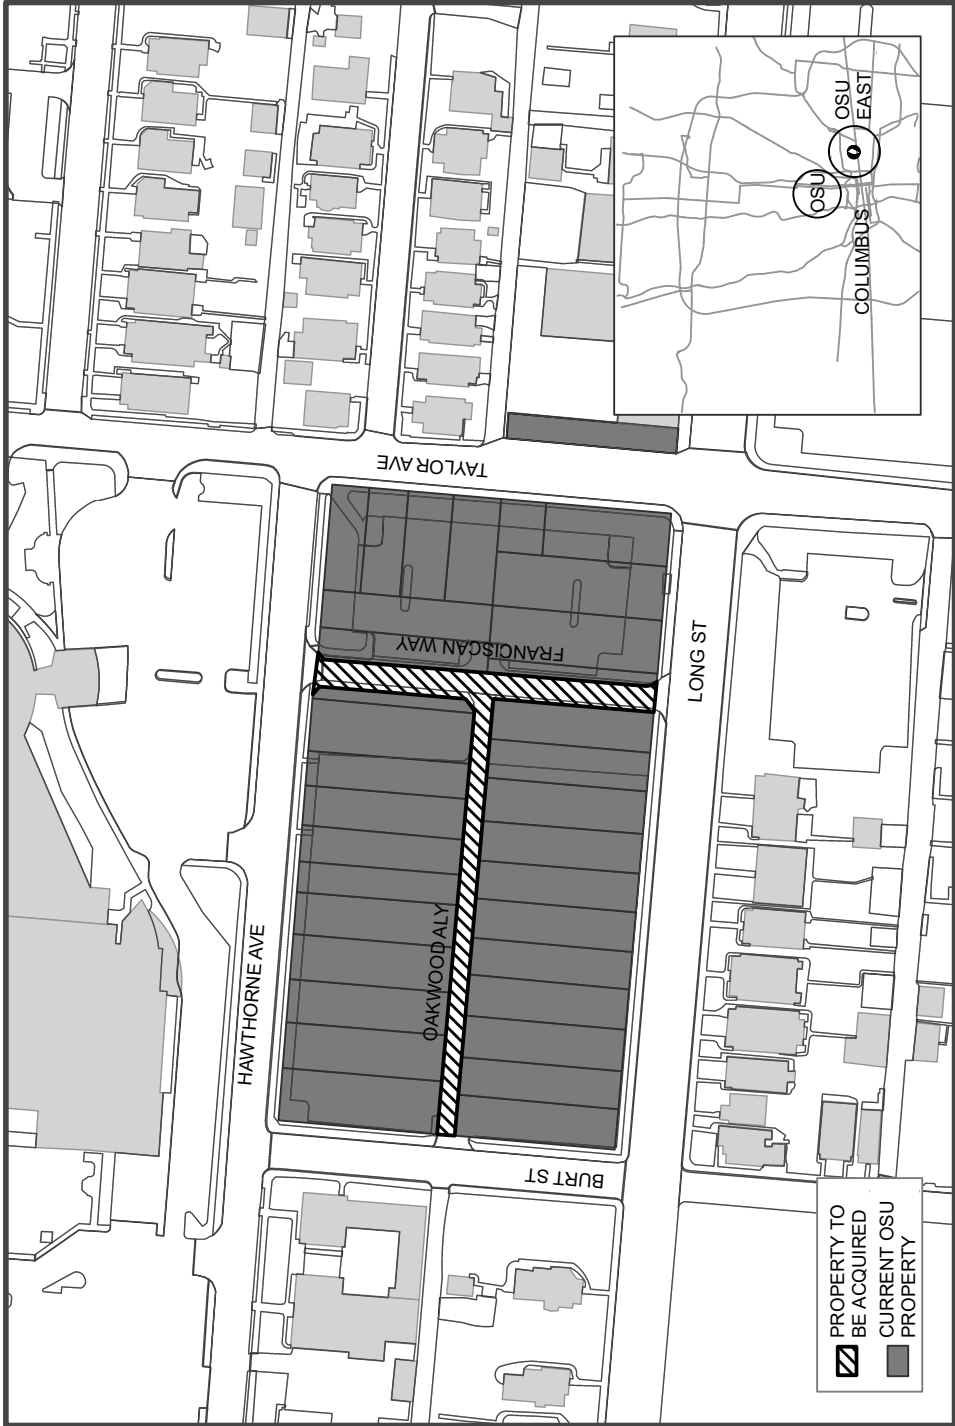 HAWTHORNE AVE
TAYLOR AVE
FRANCISCAN WAY
OAKWOOD ALY
LONG ST
BURT ST
OSU
OSU
EAST
COLUMBUS
PROPERTY TO
BE ACQUIRED
CURRENT OSU
PROPERTY